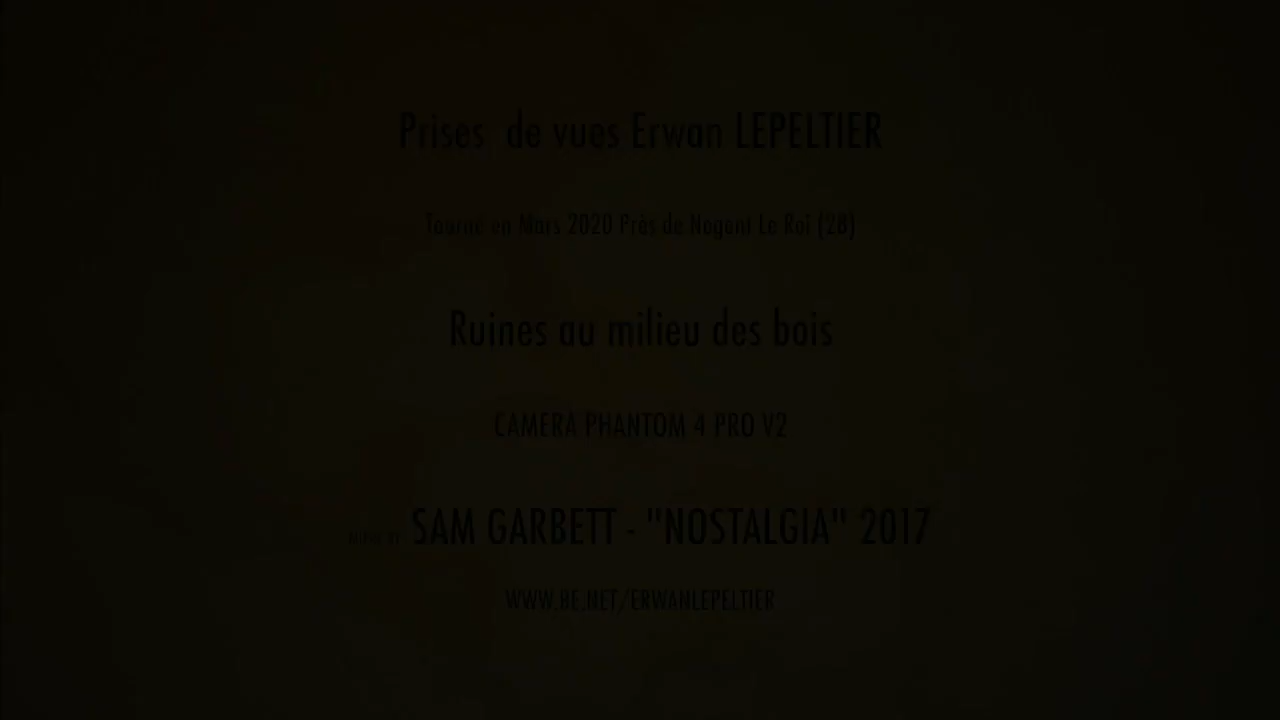 Prises de vues Erwan LEPELTIER
Tourné en Mars 2020 Près de Nogent Le Roi (28)
Ruines au milieu des bois
CAMERA PHANTOM 4 PRO V2
SAM GARBETT - "NOSTALGIA" 2017
WWW.BE.NET/ERWANLEPELTIER